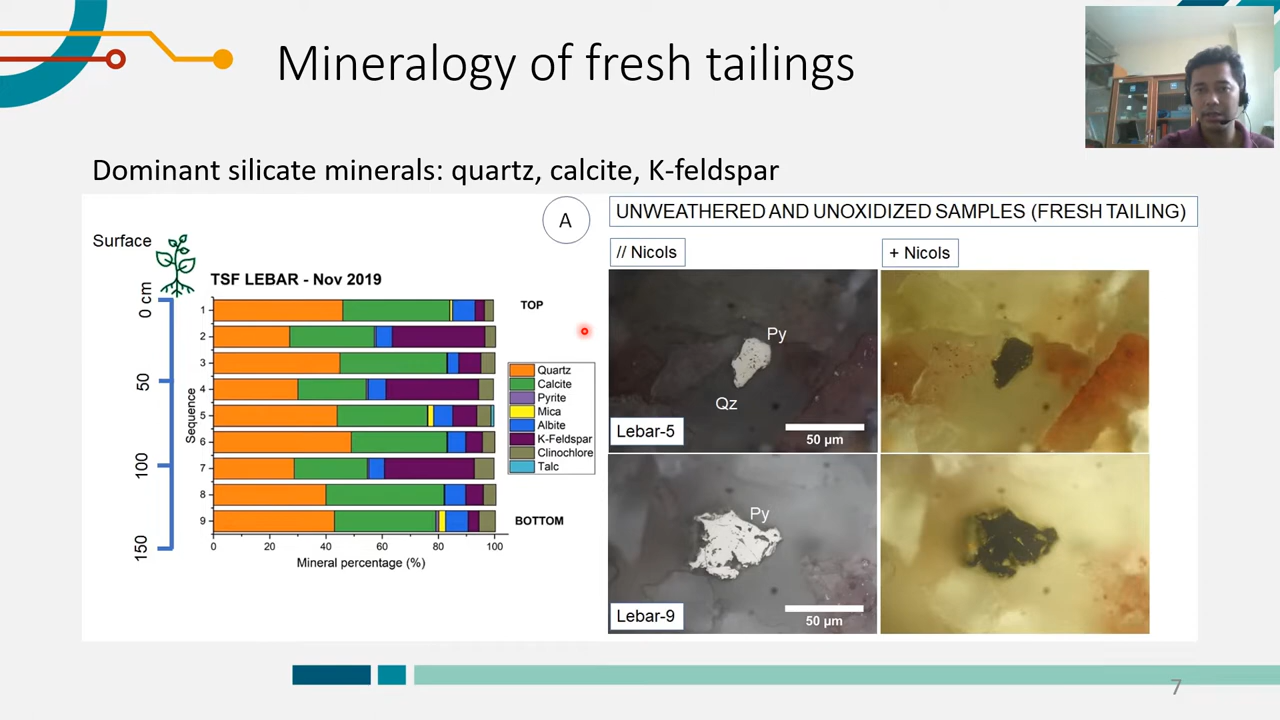 Mineralogy of fresh tailings
Dominant silicate minerals: quartz, calcite, K-feldspar
Surface
0 cm
50
100
150
A
TSF LEBAR - Nov 2019
TOP
BOTTOM
Sequence
1
2
3
4
5
6
7
8
9
0 20 40 60 80 100
Mineral percentage (%)
Quartz
Calcite
Pyrite
Mica
Albite
K-Feldspar
Clinochlore
Talc
UNWEATHERED AND UNOXIDIZED SAMPLES (FRESH TAILING)
// Nicols
+ Nicols
Py
Qz
Lebar-5
50 µm
Py
Lebar-9
50 µm
7